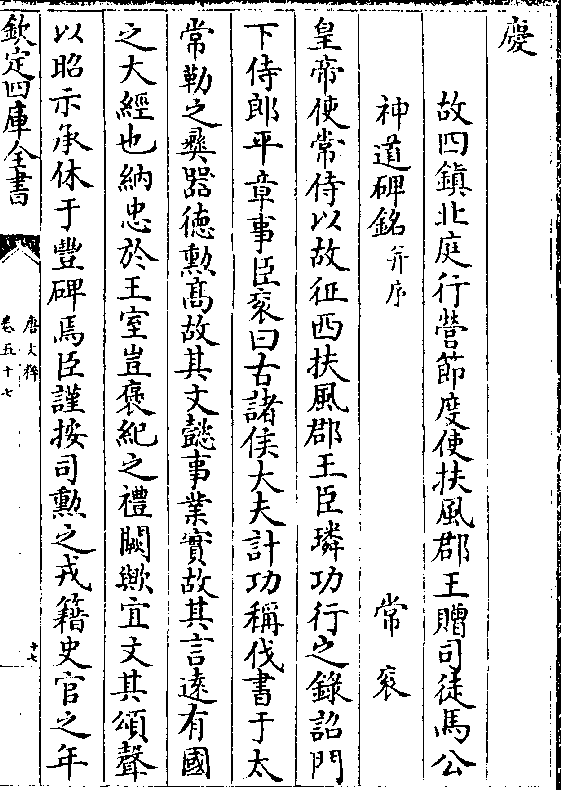 慶
故四鎮北庭行營節度使扶風郡王贈司徒馬公
神道碑銘并序 常衮
皇帝使常侍以故征西扶風郡王臣璘功行之錄詔門
下侍郎平章事臣衮曰古諸侯大夫計功稱伐書于太
常勒之彛器徳勲髙故其文懿事業實故其言遠有國
之大經也納忠於王室豈褒紀之禮闕歟宜文其頌聲
以昭示承休于豐碑焉臣謹按司勲之戎籍史官之年
欽定四庫全書
唐文粹
卷五十七
十七